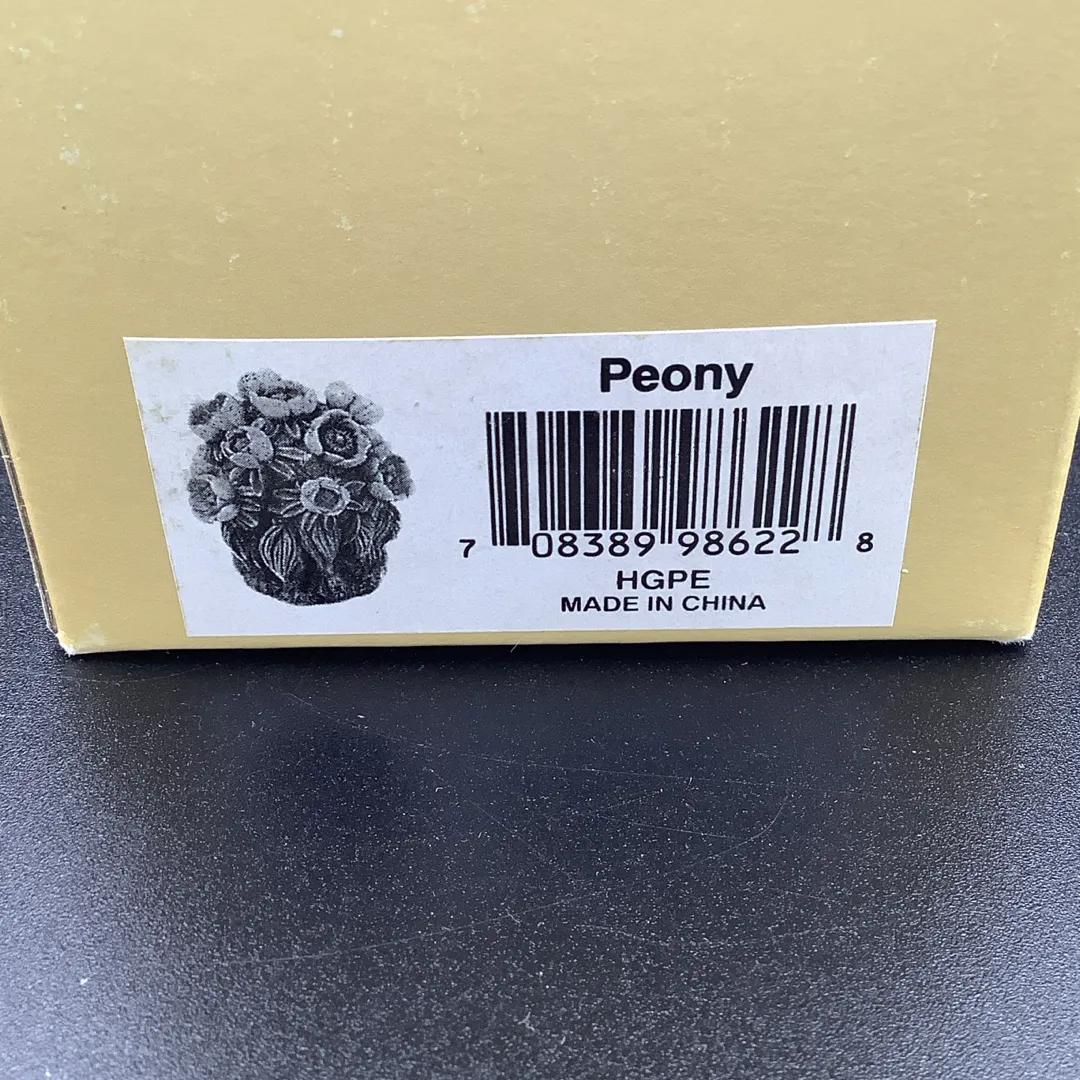 Peony
7 08389 98622 8
HGPE
MADE IN CHINA